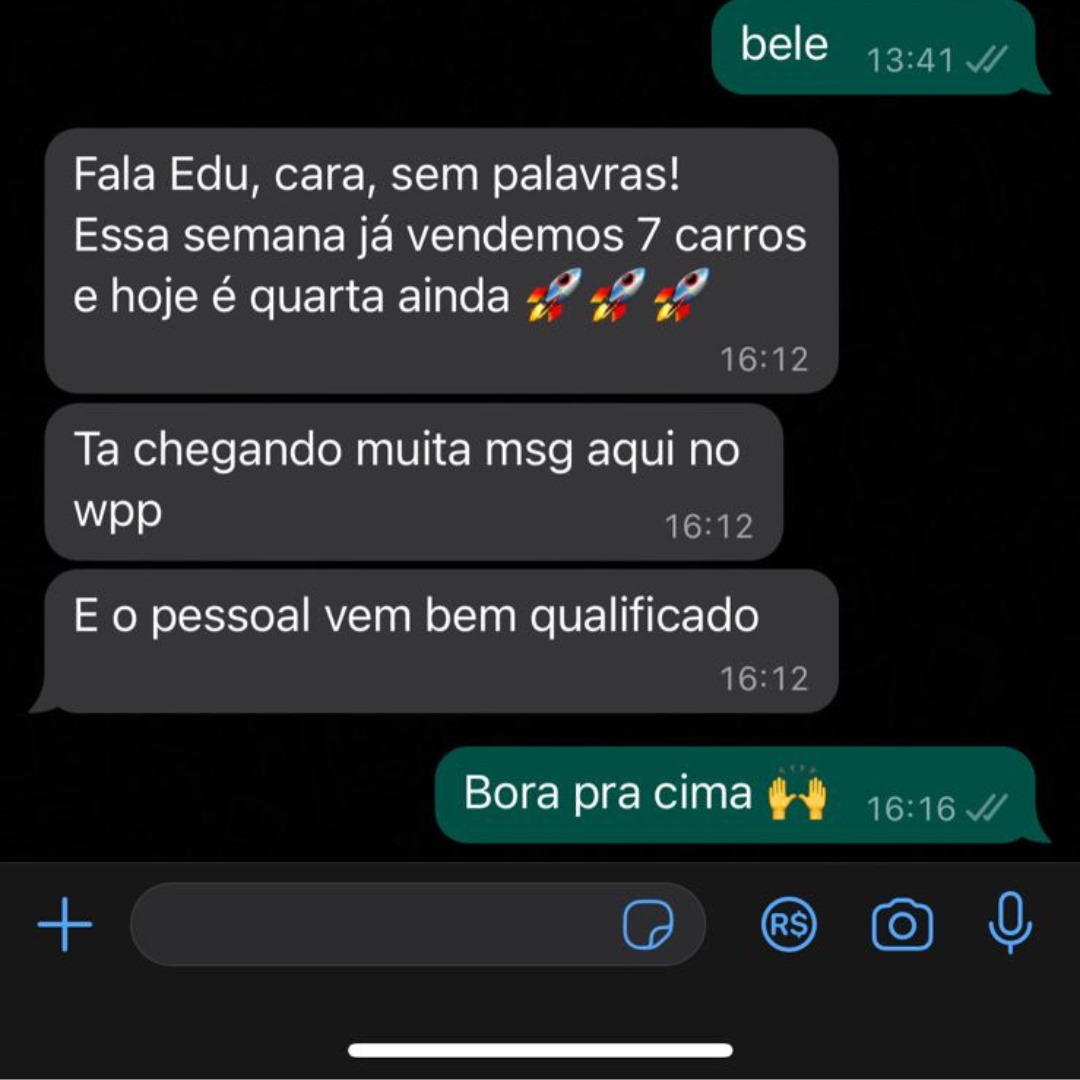 bele 13:41
Fala Edu, cara, sem palavras!
Essa semana já vendemos 7 carros
e hoje é quarta ainda 🚀🚀🚀
16:12
Ta chegando muita msg aqui no
wpp 16:12
E o pessoal vem bem qualificado
16:12
Bora pra cima 🙌 16:16
R$